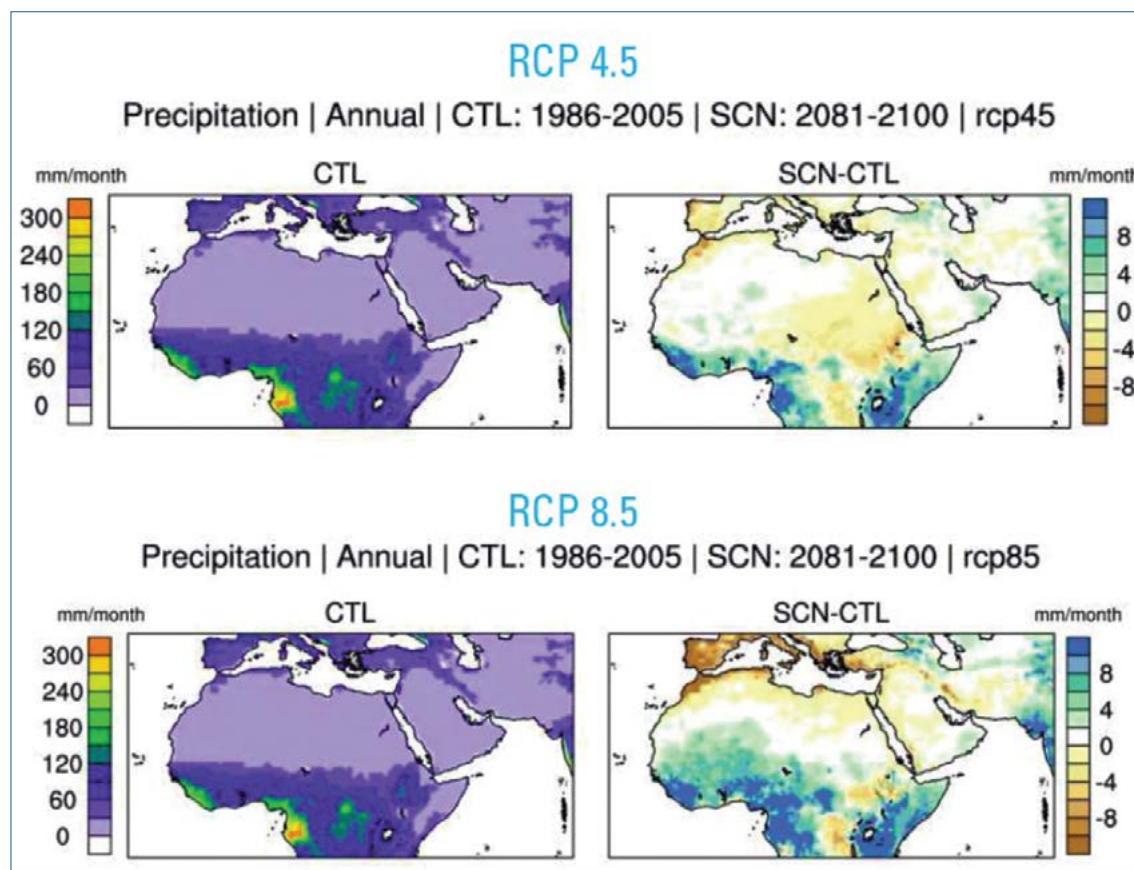 RCP 4.5
Precipitation | Annual | CTL: 1986-2005 | SCN: 2081-2100 | rcp45
mm/month
CTL
SCN-CTL
mm/month
300
240
180
120
60
0
8
4
0
-4
-8
RCP 8.5
Precipitation | Annual | CTL: 1986-2005 | SCN: 2081-2100 | rcp85
mm/month
CTL
SCN-CTL
mm/month
300
240
180
120
60
0
8
4
0
-4
-8